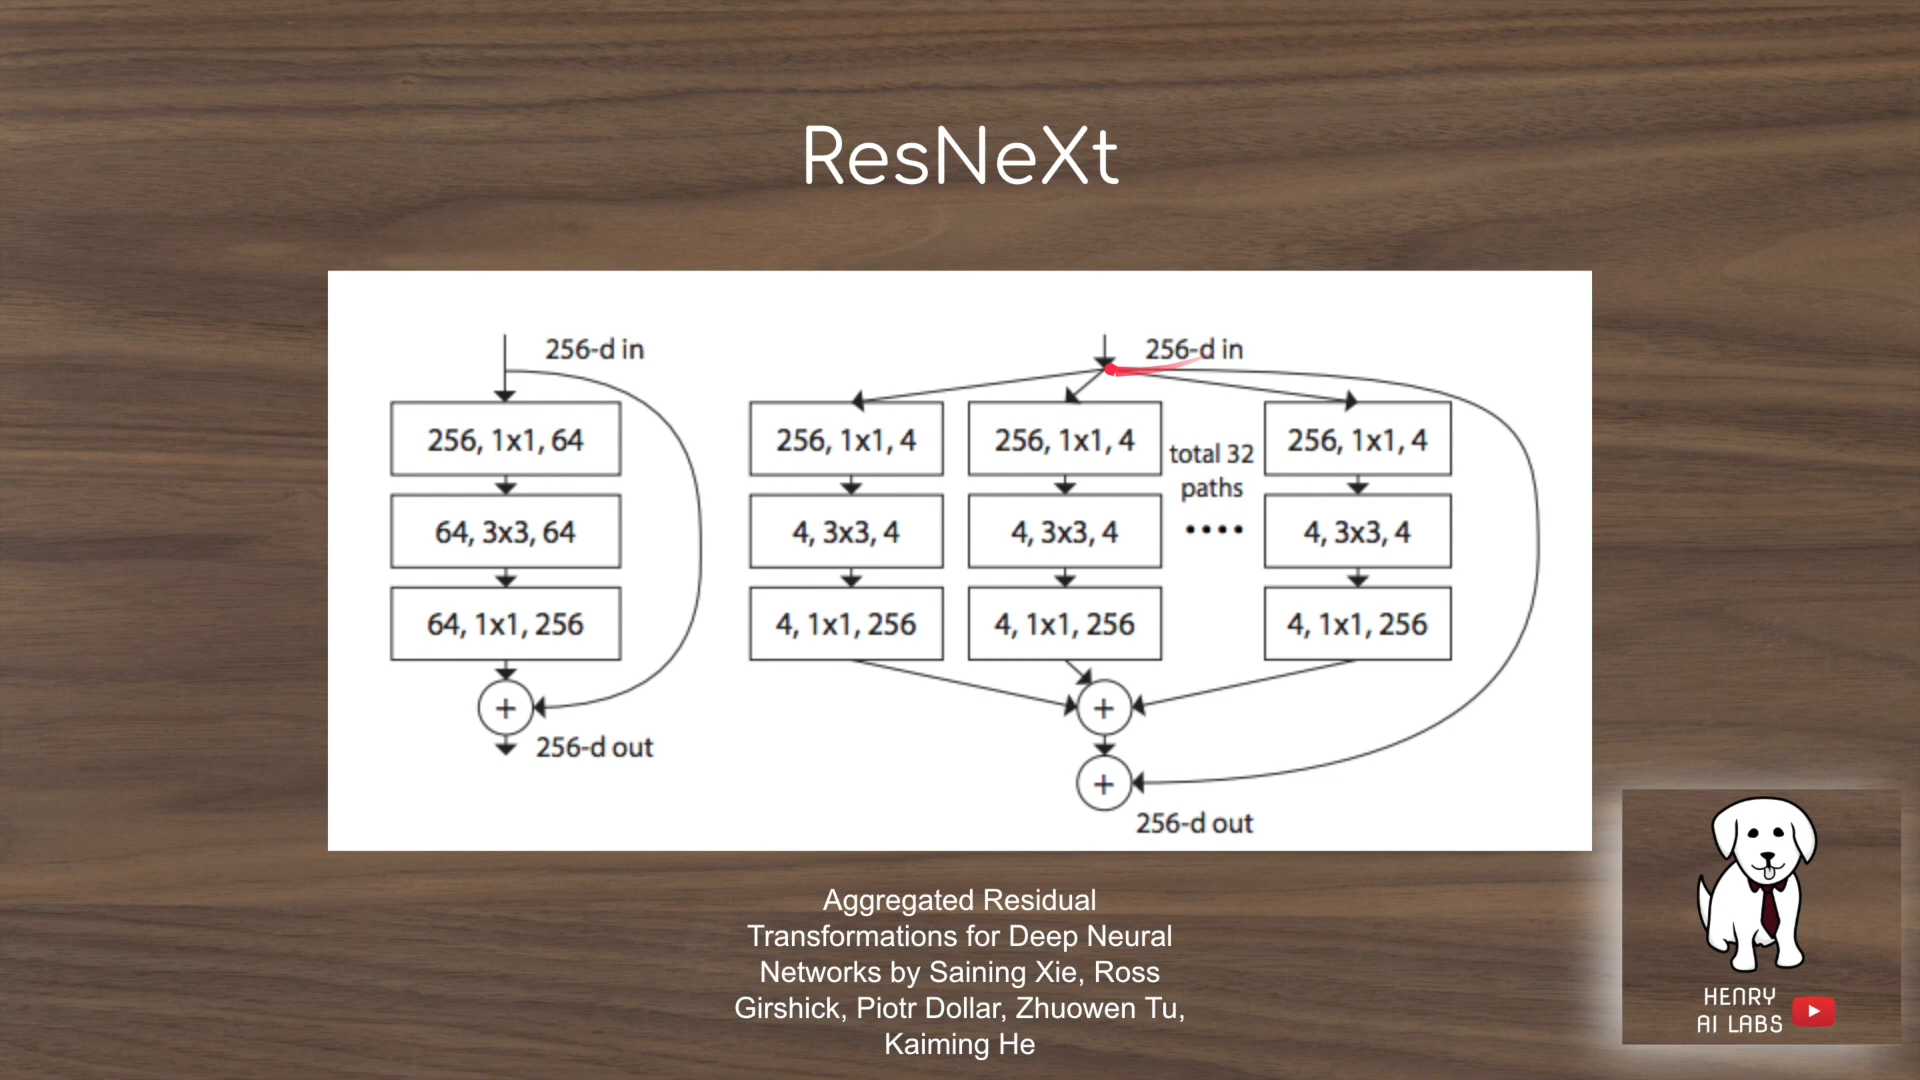 ResNeXt
256-d in
256, 1x1, 64
64, 3x3, 64
64, 1x1, 256
+
256-d out
256-d in
256, 1x1, 4
256, 1x1, 4
total 32
paths
256, 1x1, 4
4, 3x3, 4
4, 3x3, 4
....
4, 3x3, 4
4, 1x1, 256
4, 1x1, 256
4, 1x1, 256
+
+
256-d out
Aggregated Residual
Transformations for Deep Neural
Networks by Saining Xie, Ross
Girshick, Piotr Dollar, Zhuowen Tu,
Kaiming He
HENRY
AI LABS